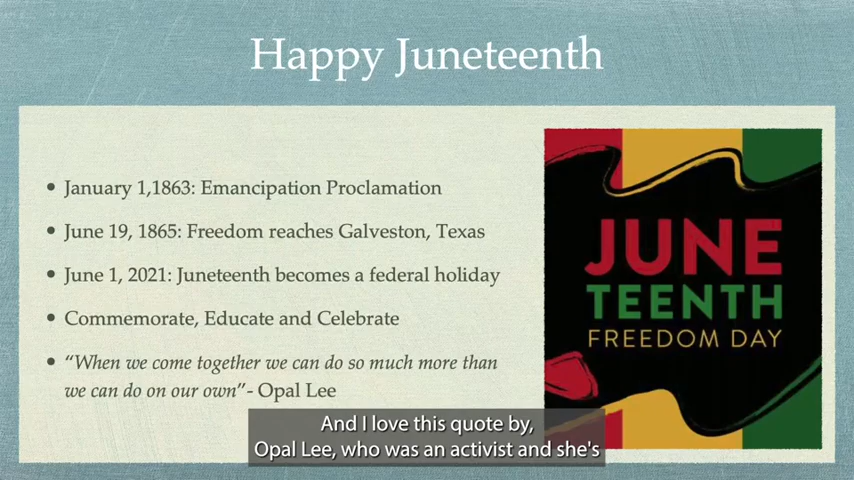 Happy Juneteenth
• January 1,1863: Emancipation Proclamation
• June 19, 1865: Freedom reaches Galveston, Texas
• June 1, 2021: Juneteenth becomes a federal holiday
• Commemorate, Educate and Celebrate
• “When we come together we can do so much more than
we can do on our own”- Opal Lee
JUNE
TEENTH
FREEDOM DAY
And I love this quote by,
Opal Lee, who was an activist and she's